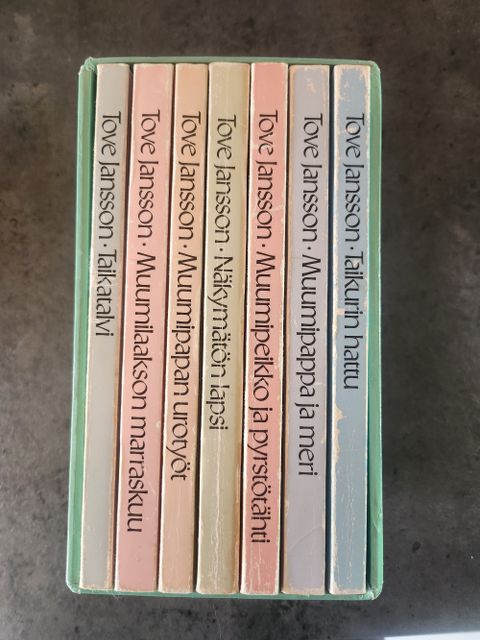 Tove Jansson · Taikatalvi
Tove Jansson · Muumilaakson marraskuu
Tove Jansson · Muumipapan urotyöt
Tove Jansson · Näkymätön lapsi
Tove Jansson · Muumipeikko ja pyrstötähti
Tove Jansson · Muumipappa ja meri
Tove Jansson · Taikurin hattu